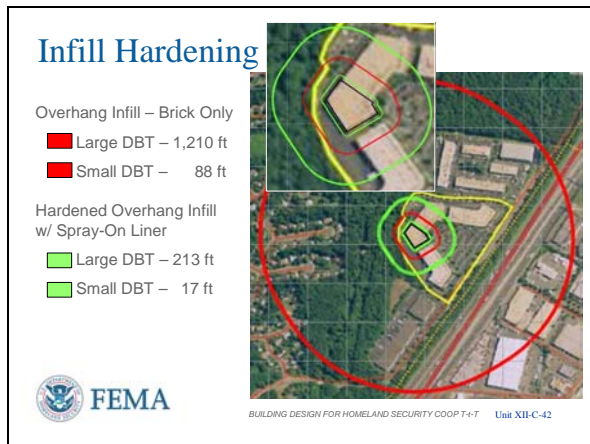 Infill Hardening
Overhang Infill – Brick Only
Large DBT – 1,210 ft
Small DBT – 88 ft
Hardened Overhang Infill
w/ Spray-On Liner
Large DBT – 213 ft
Small DBT – 17 ft
FEMA
BUILDING DESIGN FOR HOMELAND SECURITY COOP T-t-T Unit XII-C-42